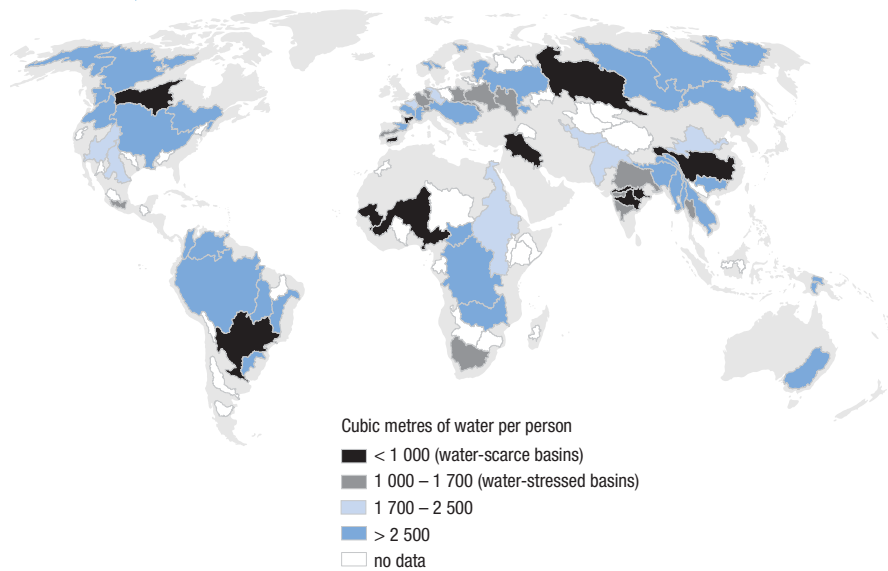 Cubic metres of water per person
< 1 000 (water-scarce basins)
1 000 – 1 700 (water-stressed basins)
1 700 – 2 500
> 2 500
no data